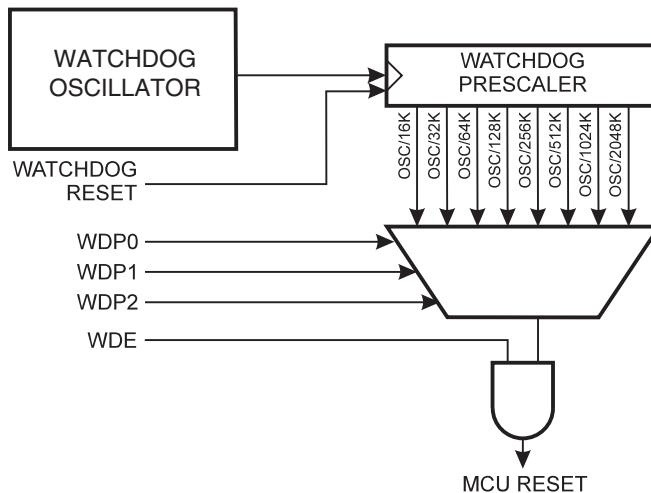 WATCHDOG
OSCILLATOR
WATCHDOG
PRESCALER
OSC/16K
OSC/32K
OSC/64K
OSC/128K
OSC/256K
OSC/512K
OSC/1024K
OSC/2048K
WATCHDOG
RESET
WDP0
WDP1
WDP2
WDE
MCU RESET